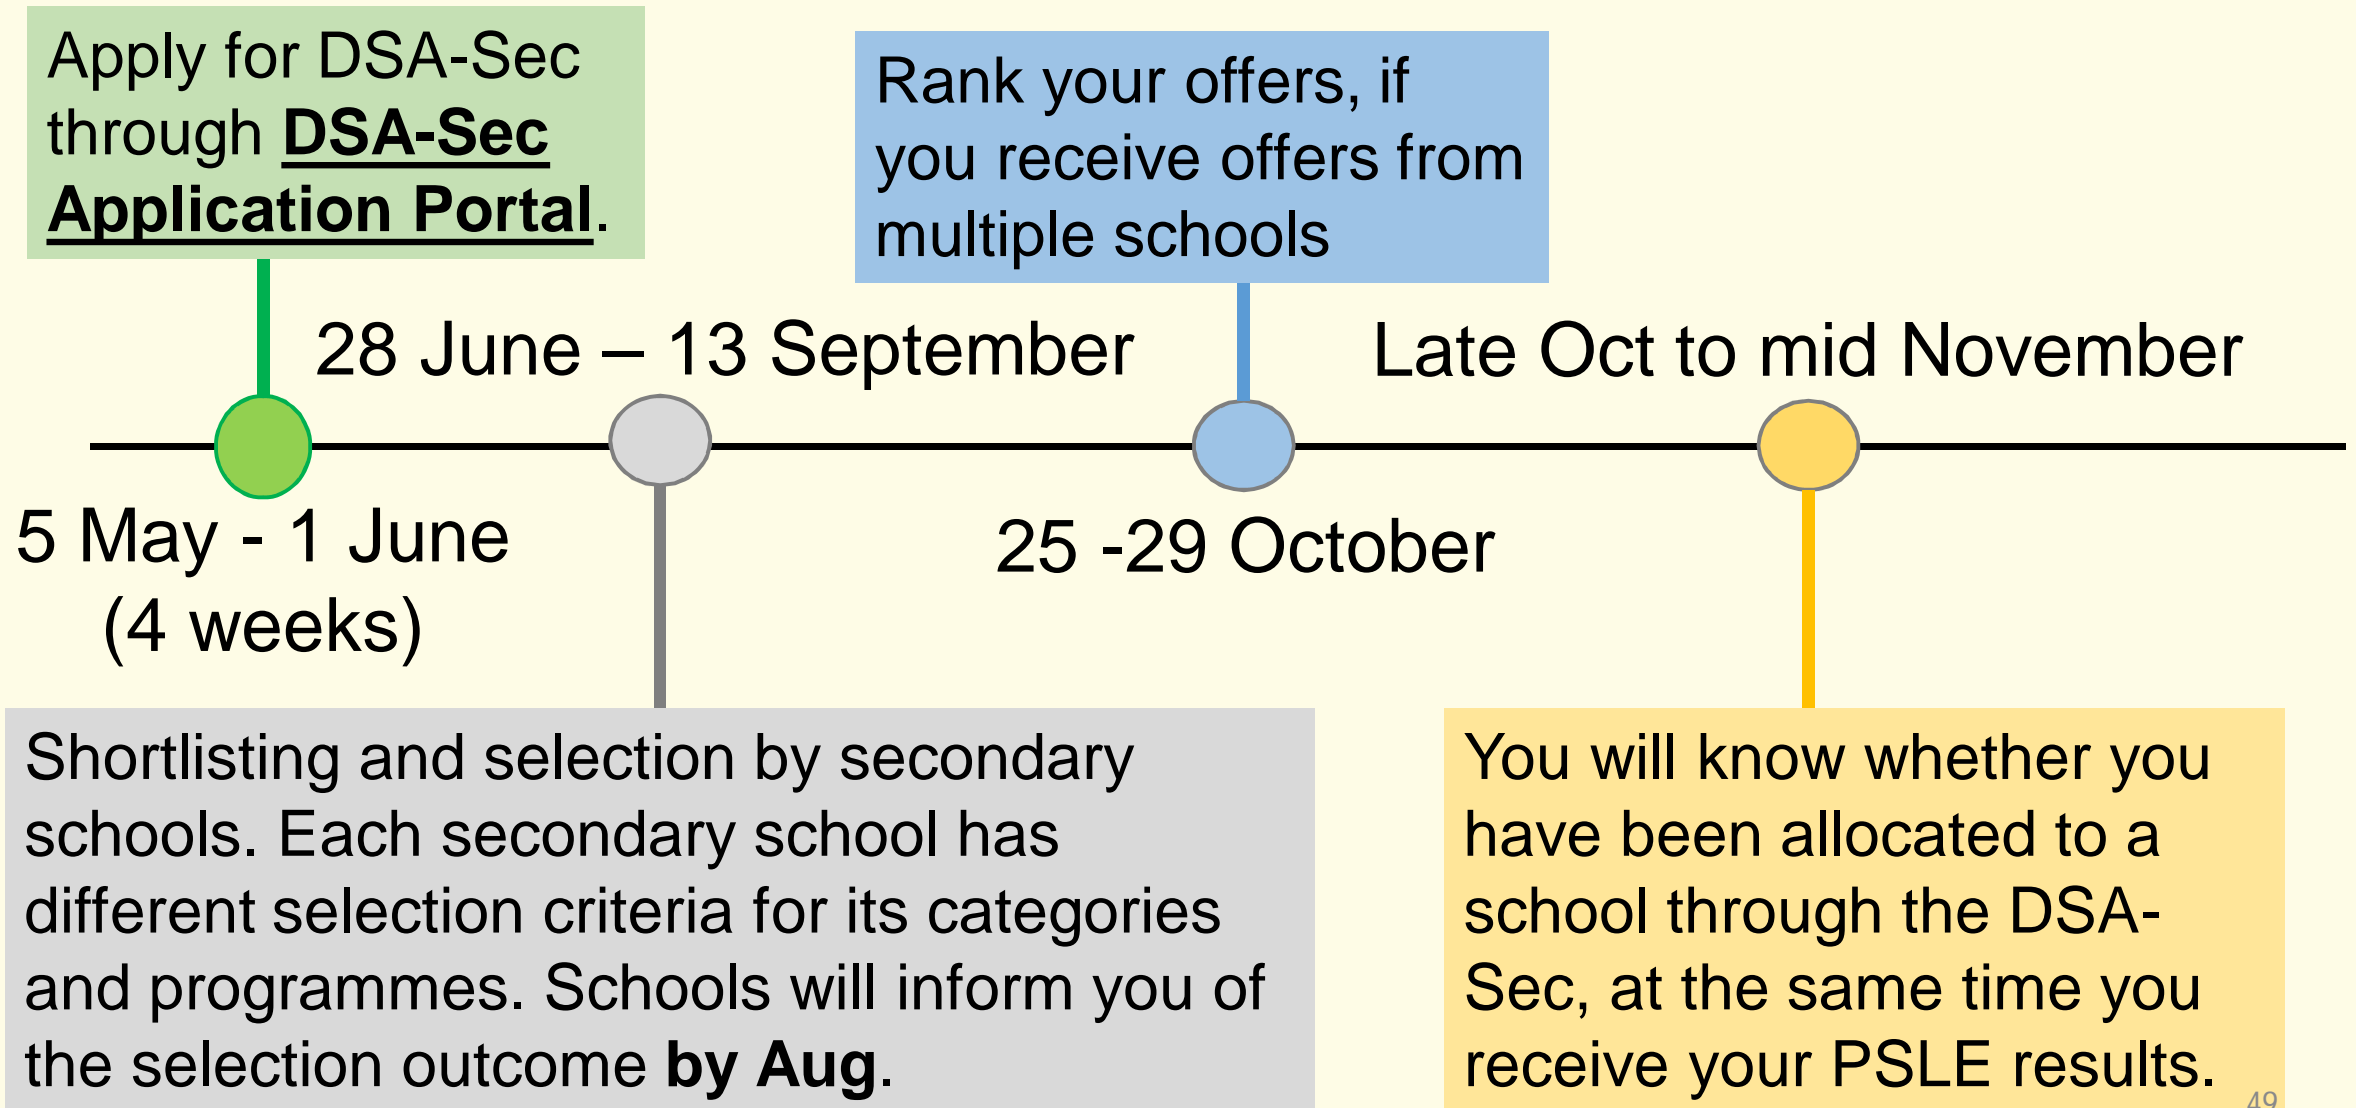 Apply for DSA-Sec
through DSA-Sec
Application Portal.
Rank your offers, if
you receive offers from
multiple schools
28 June – 13 September
Late Oct to mid November
5 May - 1 June
(4 weeks)
25 -29 October
Shortlisting and selection by secondary
schools. Each secondary school has
different selection criteria for its categories
and programmes. Schools will inform you of
the selection outcome by Aug.
You will know whether you
have been allocated to a
school through the DSA-
Sec, at the same time you
receive your PSLE results.
49